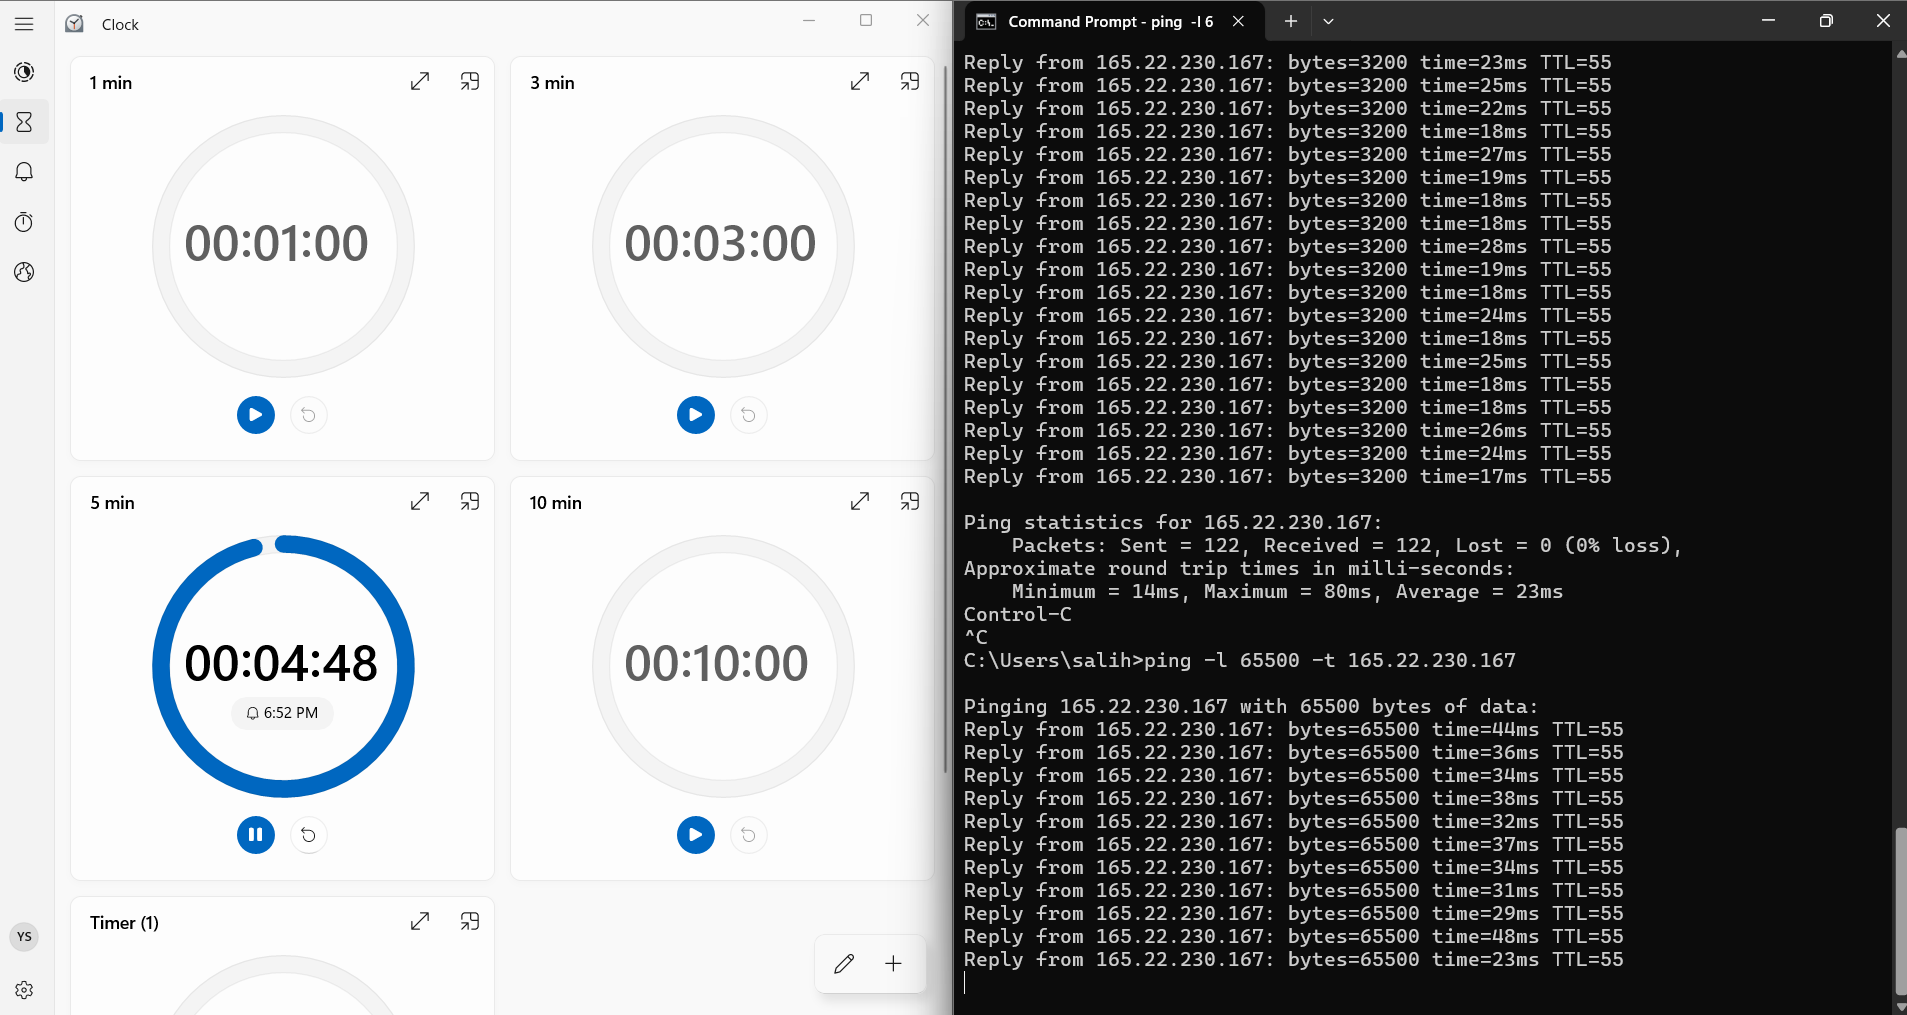 Clock
1 min
00:01:00
3 min
00:03:00
5 min
00:04:48
6:52 PM
10 min
00:10:00
Timer (1)
YS
Command Prompt - ping  -l 6
Reply from 165.22.230.167: bytes=3200 time=23ms TTL=55
Reply from 165.22.230.167: bytes=3200 time=25ms TTL=55
Reply from 165.22.230.167: bytes=3200 time=22ms TTL=55
Reply from 165.22.230.167: bytes=3200 time=18ms TTL=55
Reply from 165.22.230.167: bytes=3200 time=27ms TTL=55
Reply from 165.22.230.167: bytes=3200 time=19ms TTL=55
Reply from 165.22.230.167: bytes=3200 time=18ms TTL=55
Reply from 165.22.230.167: bytes=3200 time=18ms TTL=55
Reply from 165.22.230.167: bytes=3200 time=28ms TTL=55
Reply from 165.22.230.167: bytes=3200 time=19ms TTL=55
Reply from 165.22.230.167: bytes=3200 time=18ms TTL=55
Reply from 165.22.230.167: bytes=3200 time=24ms TTL=55
Reply from 165.22.230.167: bytes=3200 time=18ms TTL=55
Reply from 165.22.230.167: bytes=3200 time=25ms TTL=55
Reply from 165.22.230.167: bytes=3200 time=18ms TTL=55
Reply from 165.22.230.167: bytes=3200 time=18ms TTL=55
Reply from 165.22.230.167: bytes=3200 time=26ms TTL=55
Reply from 165.22.230.167: bytes=3200 time=24ms TTL=55
Reply from 165.22.230.167: bytes=3200 time=17ms TTL=55
Ping statistics for 165.22.230.167:
Packets: Sent = 122, Received = 122, Lost = 0 (0% loss),
Approximate round trip times in milli-seconds:
Minimum = 14ms, Maximum = 80ms, Average = 23ms
Control-C
^C
C:\Users\salih>ping -l 65500 -t 165.22.230.167
Pinging 165.22.230.167 with 65500 bytes of data:
Reply from 165.22.230.167: bytes=65500 time=44ms TTL=55
Reply from 165.22.230.167: bytes=65500 time=36ms TTL=55
Reply from 165.22.230.167: bytes=65500 time=34ms TTL=55
Reply from 165.22.230.167: bytes=65500 time=38ms TTL=55
Reply from 165.22.230.167: bytes=65500 time=32ms TTL=55
Reply from 165.22.230.167: bytes=65500 time=37ms TTL=55
Reply from 165.22.230.167: bytes=65500 time=34ms TTL=55
Reply from 165.22.230.167: bytes=65500 time=31ms TTL=55
Reply from 165.22.230.167: bytes=65500 time=29ms TTL=55
Reply from 165.22.230.167: bytes=65500 time=48ms TTL=55
Reply from 165.22.230.167: bytes=65500 time=23ms TTL=55